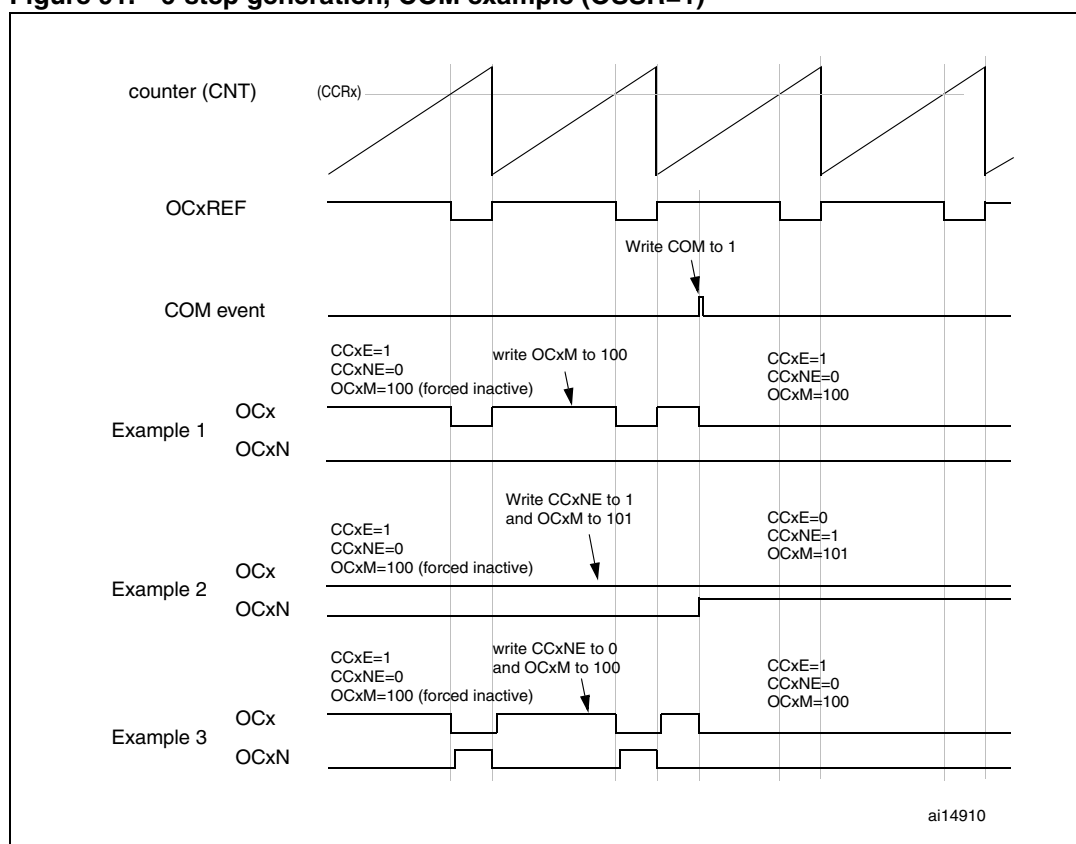 counter (CNT)
(CCRx)
OCxREF
Write COM to 1
COM event
CCxE=1
CCxNE=0
OCxM=100 (forced inactive)
write OCxM to 100
CCxE=1
CCxNE=0
OCxM=100
Example 1
OCx
OCxN
Write CCxNE to 1
and OCxM to 101
CCxE=1
CCxNE=0
OCxM=100 (forced inactive)
CCxE=0
CCxNE=1
OCxM=101
Example 2
OCx
OCxN
write CCxNE to 0
and OCxM to 100
CCxE=1
CCxNE=0
OCxM=100 (forced inactive)
CCxE=1
CCxNE=0
OCxM=100
Example 3
OCx
OCxN
ai14910